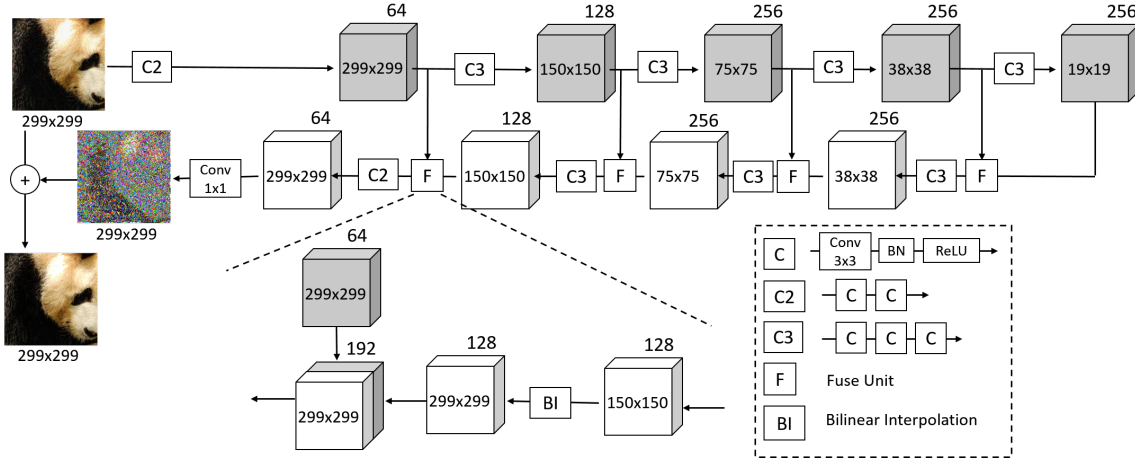 64
128
256
256
256
C2
299x299
C3
150x150
C3
75x75
C3
38x38
C3
19x19
299x299
64
128
256
256
+
299x299
Conv
1x1
299x299
C2
F
150x150
C3
F
75x75
C3
F
38x38
C3
F
299x299
64
299x299
192
299x299
128
299x299
BI
128
150x150
299x299
C
Conv
3x3
BN
ReLU
C2
C
C
C3
C
C
C
F
Fuse Unit
BI
Bilinear Interpolation